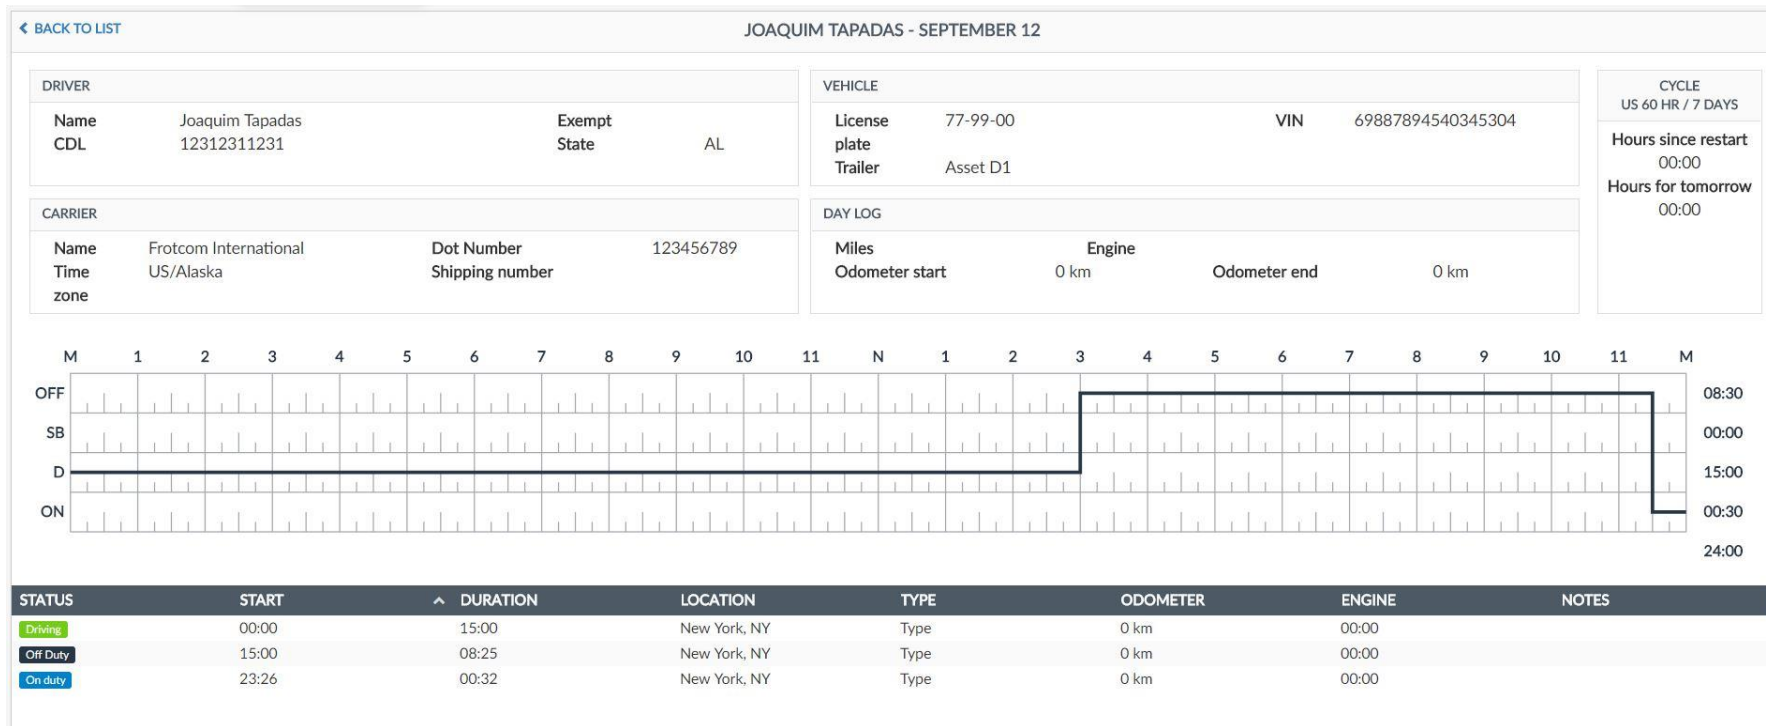 BACK TO LIST
JOAQUIM TAPADAS - SEPTEMBER 12
DRIVER
Name Joaquim Tapadas Exempt
CDL 12312311231 State AL
VEHICLE
License plate 77-99-00 VIN 69887894540345304
Trailer Asset D1
CYCLE
US 60 HR / 7 DAYS
Hours since restart
00:00
Hours for tomorrow
00:00
CARRIER
Name Frotcom International Dot Number 123456789
Time zone US/Alaska Shipping number
DAY LOG
Miles Engine
Odometer start 0 km Odometer end 0 km
M 1 2 3 4 5 6 7 8 9 10 11 N 1 2 3 4 5 6 7 8 9 10 11 M
OFF 08:30
SB 00:00
D 15:00
ON 00:30
24:00
STATUS START DURATION LOCATION TYPE ODOMETER ENGINE NOTES
Driving 00:00 15:00 New York, NY Type 0 km 00:00
Off Duty 15:00 08:25 New York, NY Type 0 km 00:00
On duty 23:26 00:32 New York, NY Type 0 km 00:00